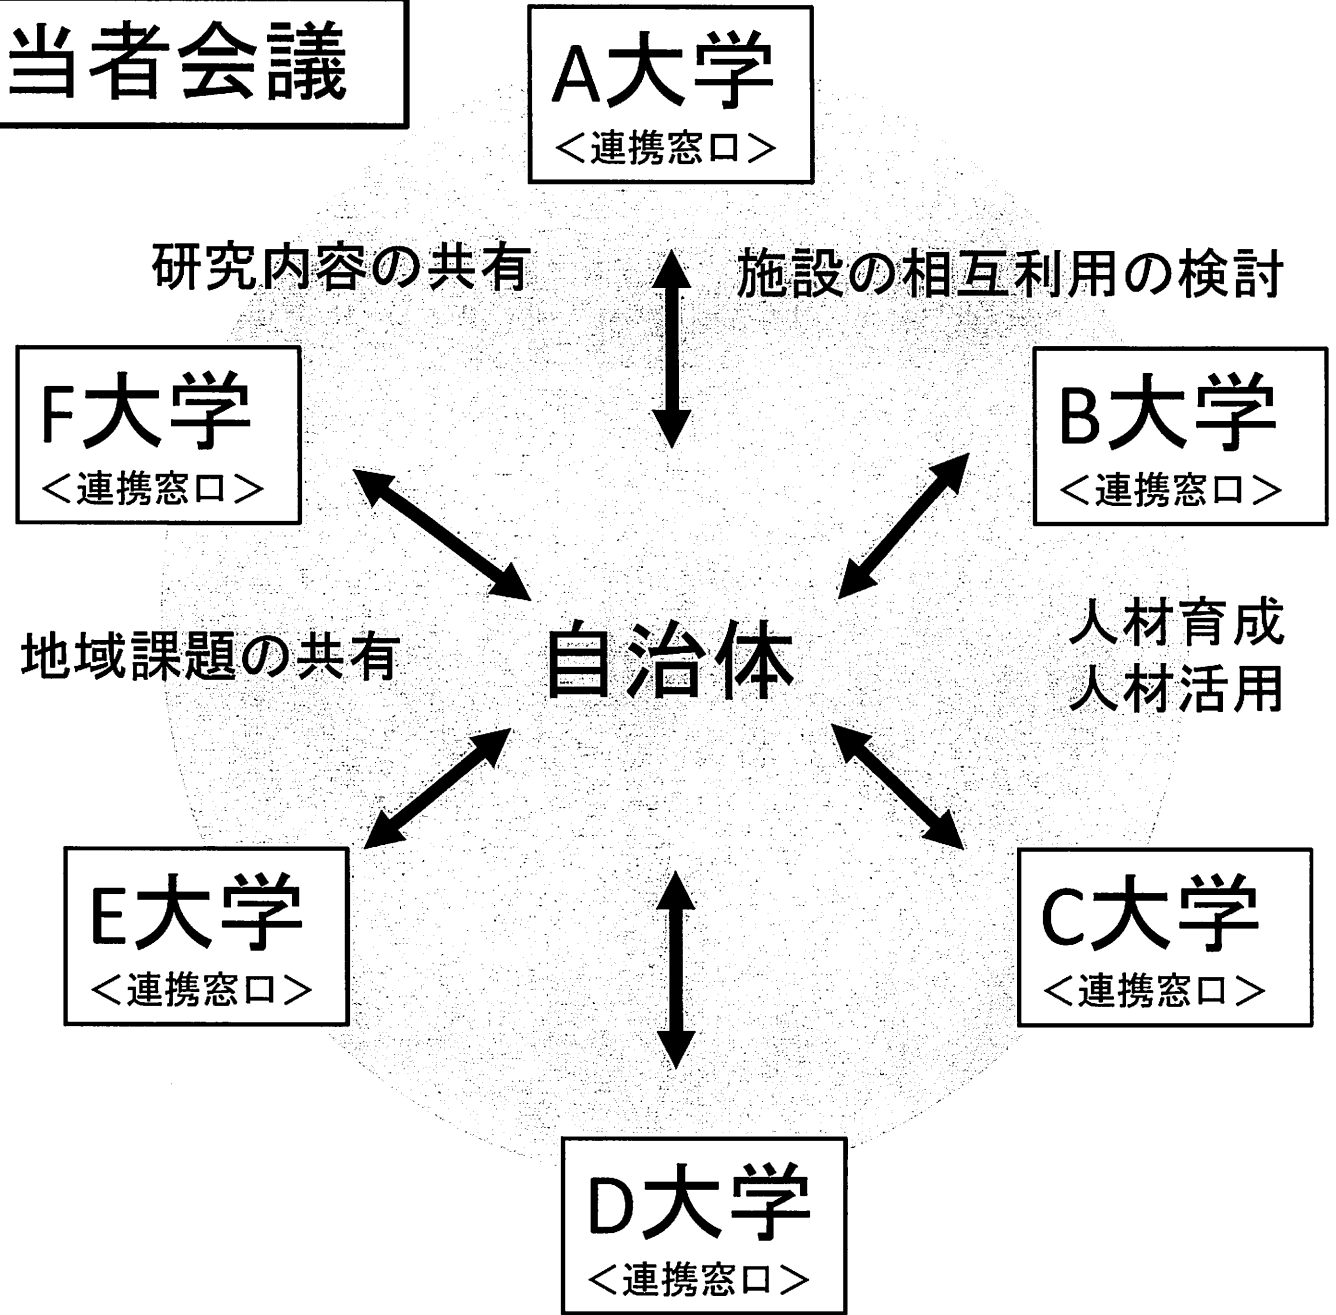 当者会議
A大学
<連携窓口>
研究内容の共有
施設の相互利用の検討
F大学
<連携窓口>
B大学
<連携窓口>
地域課題の共有
自治体
人材育成
人材活用
E大学
<連携窓口>
C大学
<連携窓口>
D大学
<連携窓口>